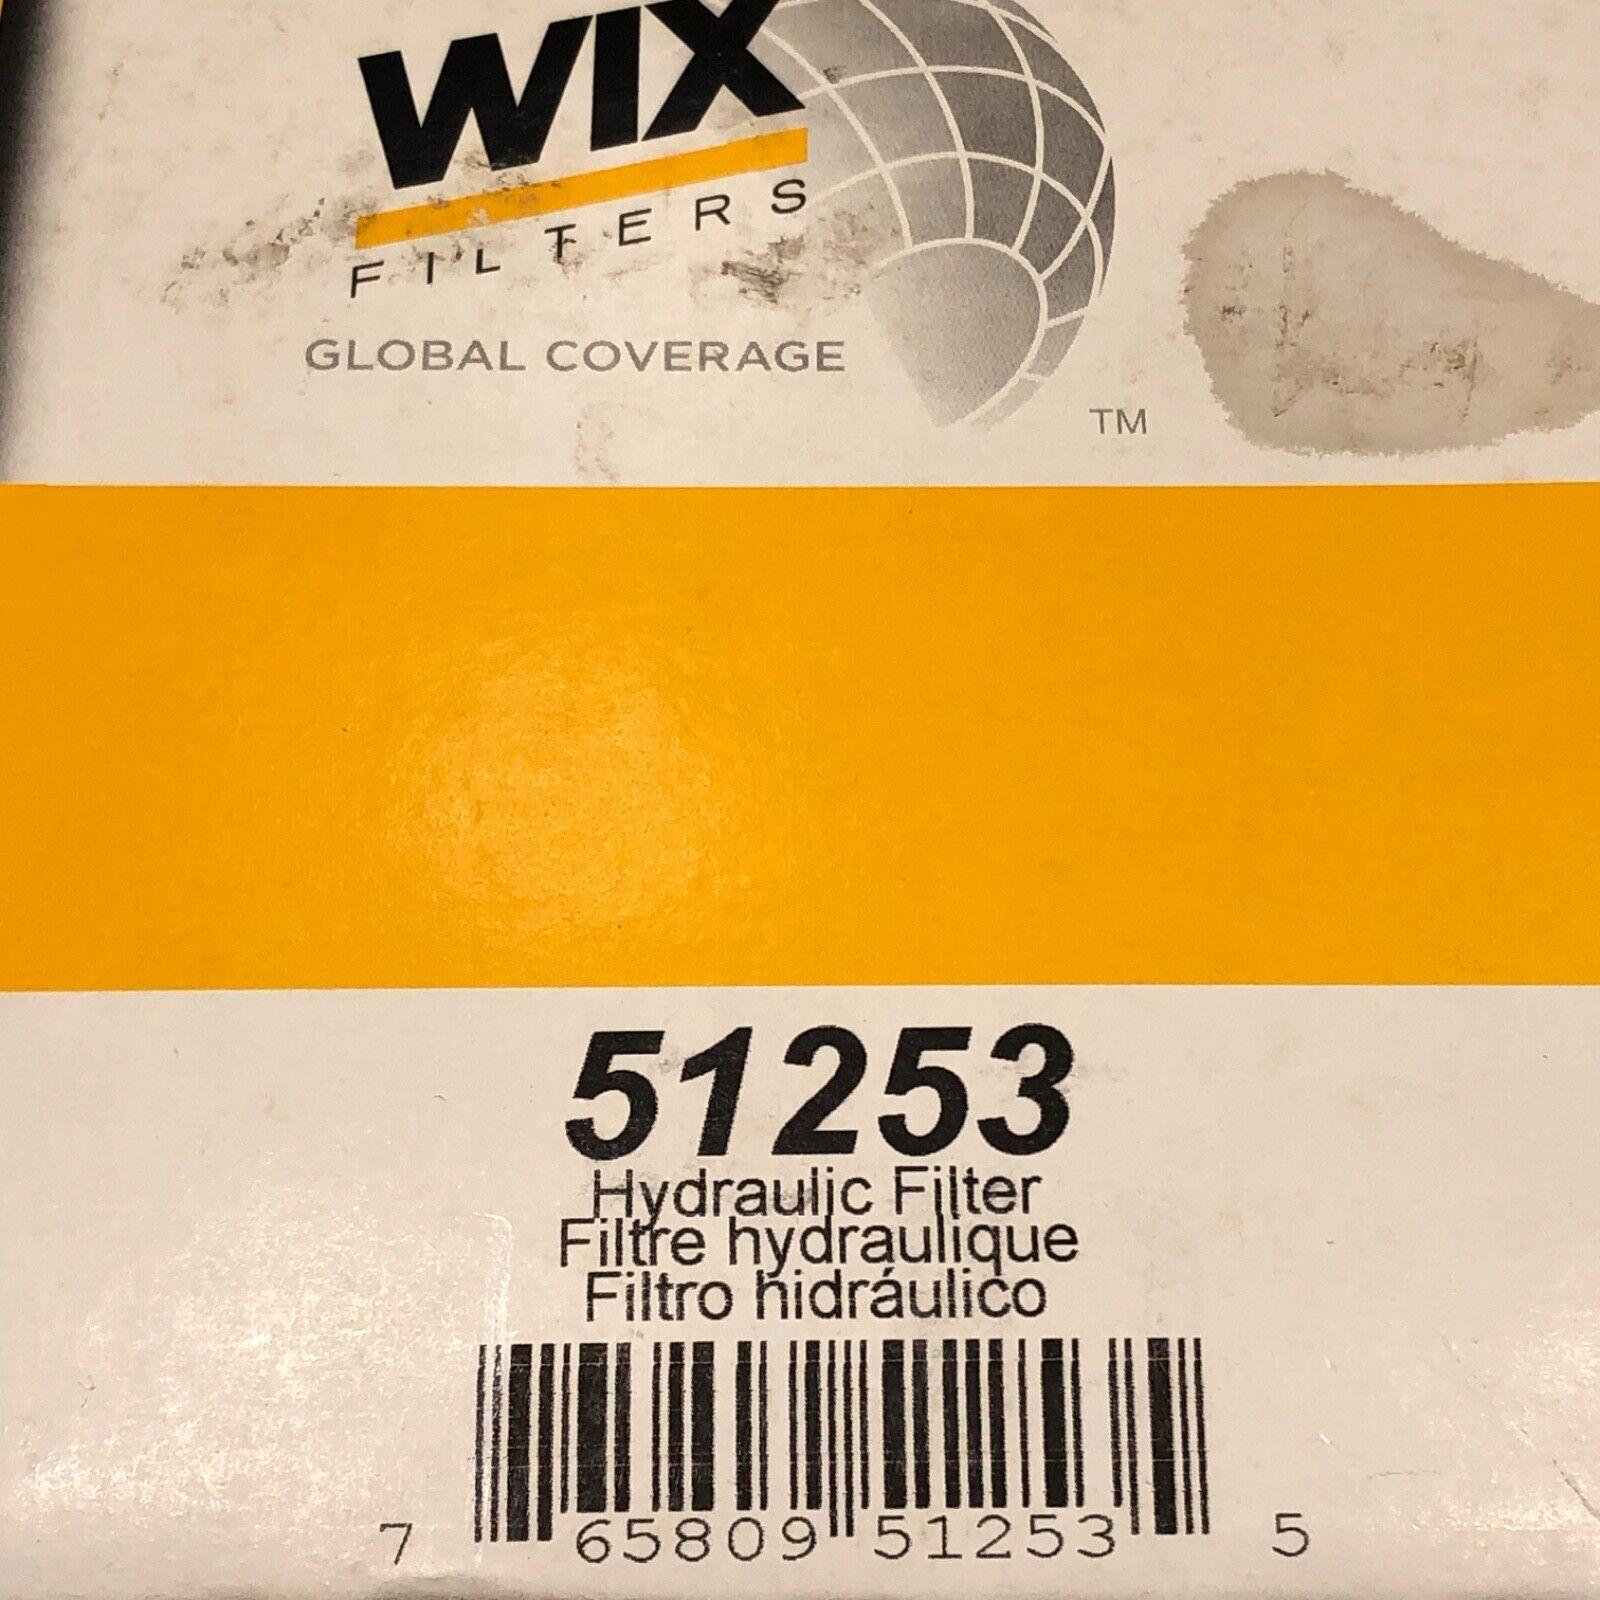 WIX
FILTERS
GLOBAL COVERAGE
TM
51253
Hydraulic Filter
Filtre hydraulique
Filtro hidráulico
7 65809 51253 5